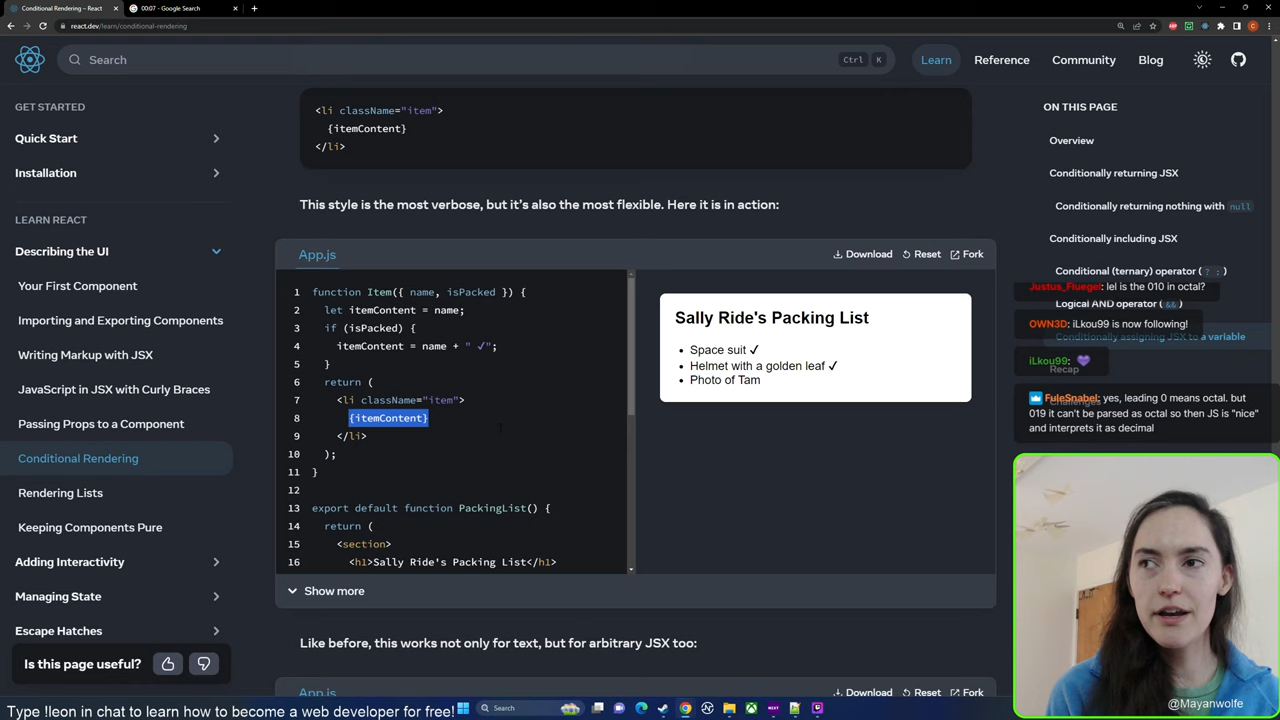 Conditional Rendering – React
00:07 - Google Search
react.dev/learn/conditional-rendering
Search
Ctrl K
Learn
Reference
Community
Blog
GET STARTED
Quick Start
Installation
LEARN REACT
Describing the UI
Your First Component
Importing and Exporting Components
Writing Markup with JSX
JavaScript in JSX with Curly Braces
Passing Props to a Component
Conditional Rendering
Rendering Lists
Keeping Components Pure
Adding Interactivity
Managing State
Escape Hatches
Is this page useful?
<li className="item">
{itemContent}
</li>
This style is the most verbose, but it's also the most flexible. Here it is in action:
App.js
Download
Reset
Fork
1 function Item({ name, isPacked }) {
2 let itemContent = name;
3 if (isPacked) {
4 itemContent = name + " ✓";
5 }
6 return (
7 <li className="item">
8 {itemContent}
9 </li>
10 );
11 }
12
13 export default function PackingList() {
14 return (
15 <section>
16 <h1>Sally Ride's Packing List</h1>
Show more
Sally Ride's Packing List
• Space suit ✓
• Helmet with a golden leaf ✓
• Photo of Tam
Like before, this works not only for text, but for arbitrary JSX too:
App.js
Download
Reset
Fork
ON THIS PAGE
Overview
Conditionally returning JSX
Conditionally returning nothing with null
Conditionally including JSX
Conditional (ternary) operator ( ? : )
Logical AND operator ( && )
Conditionally assigning JSX to a variable
Recap
Challenges
Justus_Fluegel: lel is the 010 in octal?
OWN3D: iLkou99 is now following!
iLkou99: 💜
FuleSnabel: yes, leading 0 means octal. but
019 it can't be parsed as octal so then JS is "nice"
and interprets it as decimal
@Mayanwolfe
Type !leon in chat to learn how to become a web developer for free!
Search